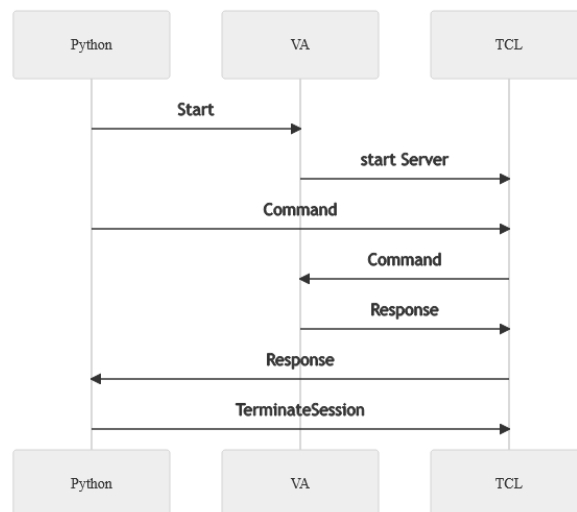 Python VA TCL
Start
start Server
Command
Command
Response
Response
TerminateSession
Python VA TCL